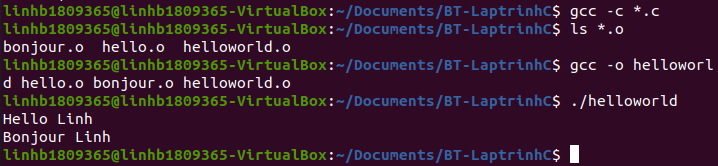 linhb1809365@linhb1809365-VirtualBox:~/Documents/BT-LaptrinhC$ gcc -c *.c
linhb1809365@linhb1809365-VirtualBox:~/Documents/BT-LaptrinhC$ ls *.o
bonjour.o  hello.o  helloworld.o
linhb1809365@linhb1809365-VirtualBox:~/Documents/BT-LaptrinhC$ gcc -o helloworl
d hello.o bonjour.o helloworld.o
linhb1809365@linhb1809365-VirtualBox:~/Documents/BT-LaptrinhC$ ./helloworld
Hello Linh
Bonjour Linh
linhb1809365@linhb1809365-VirtualBox:~/Documents/BT-LaptrinhC$